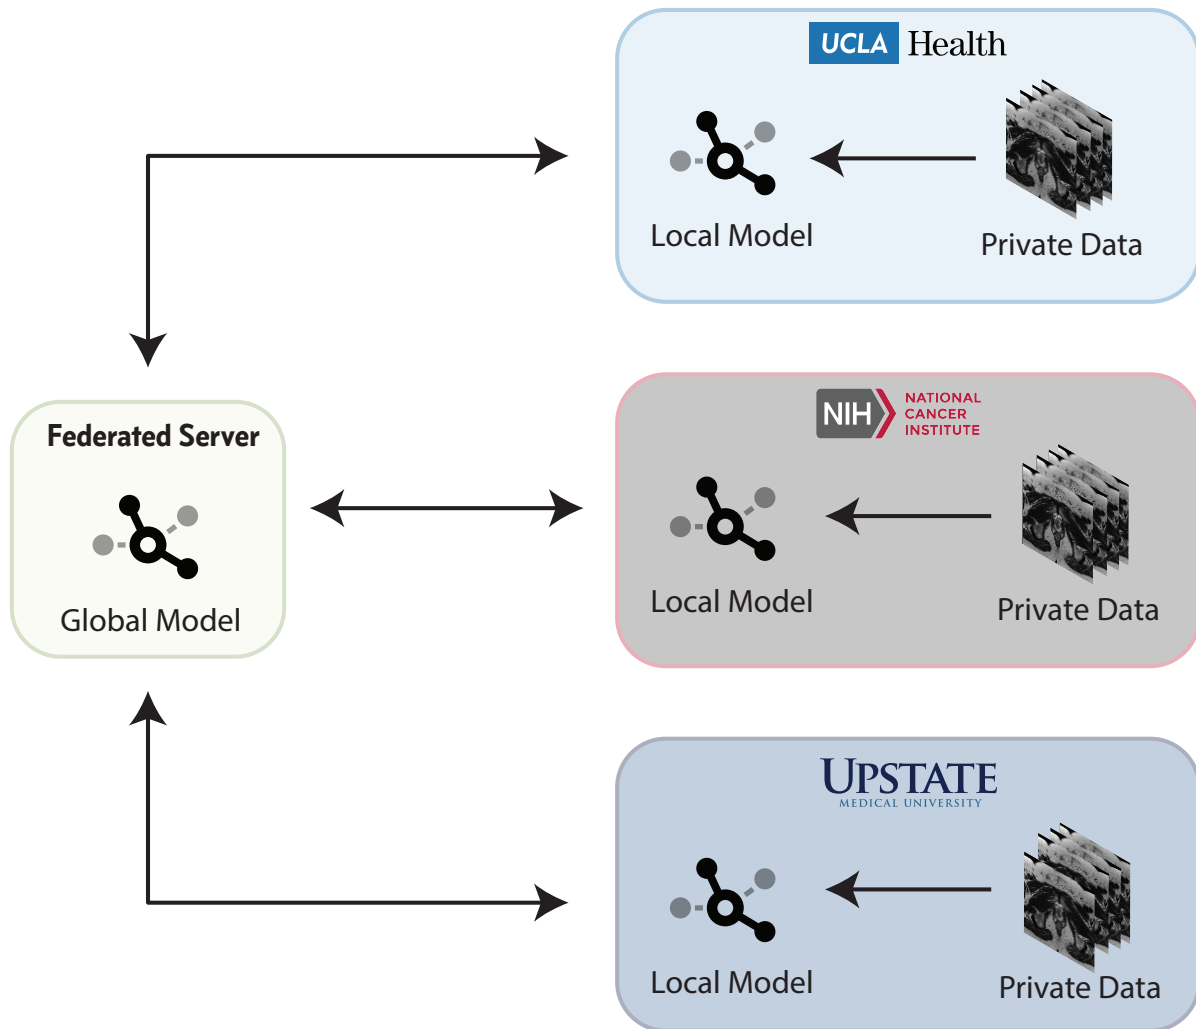 UCLA Health
Local Model
Private Data
Federated Server
Global Model
NIH
NATIONAL
CANCER
INSTITUTE
Local Model
Private Data
UPSTATE
MEDICAL UNIVERSITY
Local Model
Private Data